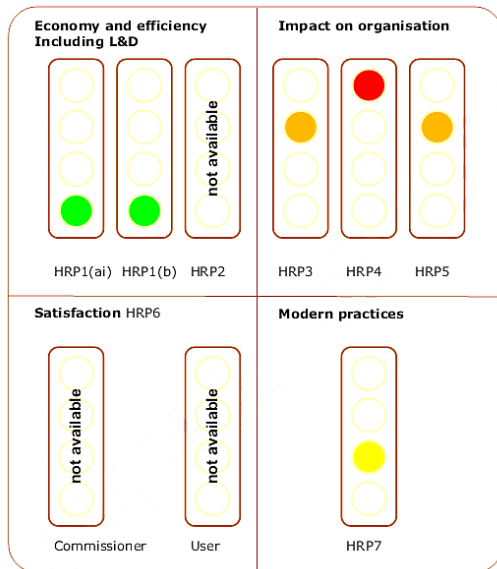 Economy and efficiency
Including L&D
not available
HRP1(ai) HRP1(b) HRP2
Impact on organisation
HRP3 HRP4 HRP5
Satisfaction HRP6
not available
not available
Commissioner User
Modern practices
HRP7